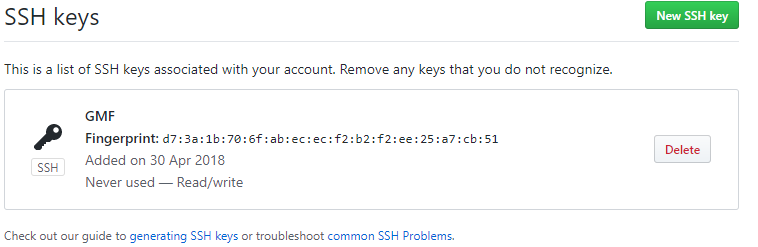 SSH keys
New SSH key
This is a list of SSH keys associated with your account. Remove any keys that you do not recognize.
GMF
Fingerprint: d7:3a:1b:70:6f:ab:ec:ec:f2:b2:f2:ee:25:a7:cb:51
Added on 30 Apr 2018
Never used — Read/write
SSH
Delete
Check out our guide to generating SSH keys or troubleshoot common SSH Problems.